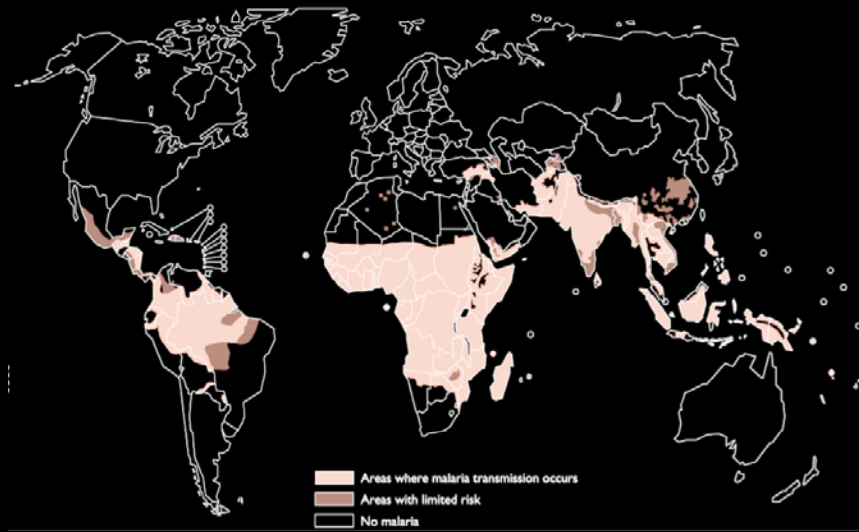 Areas where malaria transmission occurs
Areas with limited risk
No malaria